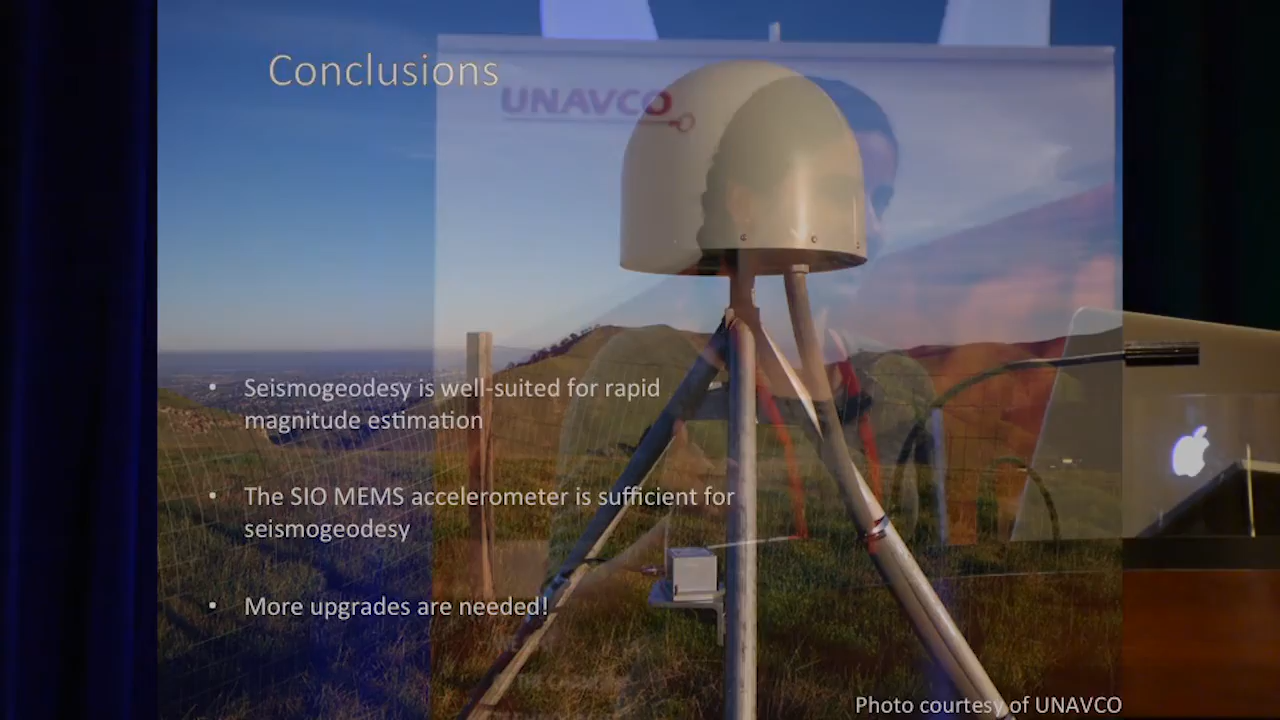 Conclusions
UNAVCO
• Seismogeodesy is well-suited for rapid
magnitude estimation
• The SIO MEMS accelerometer is sufficient for
seismogeodesy
• More upgrades are needed!
Photo courtesy of UNAVCO